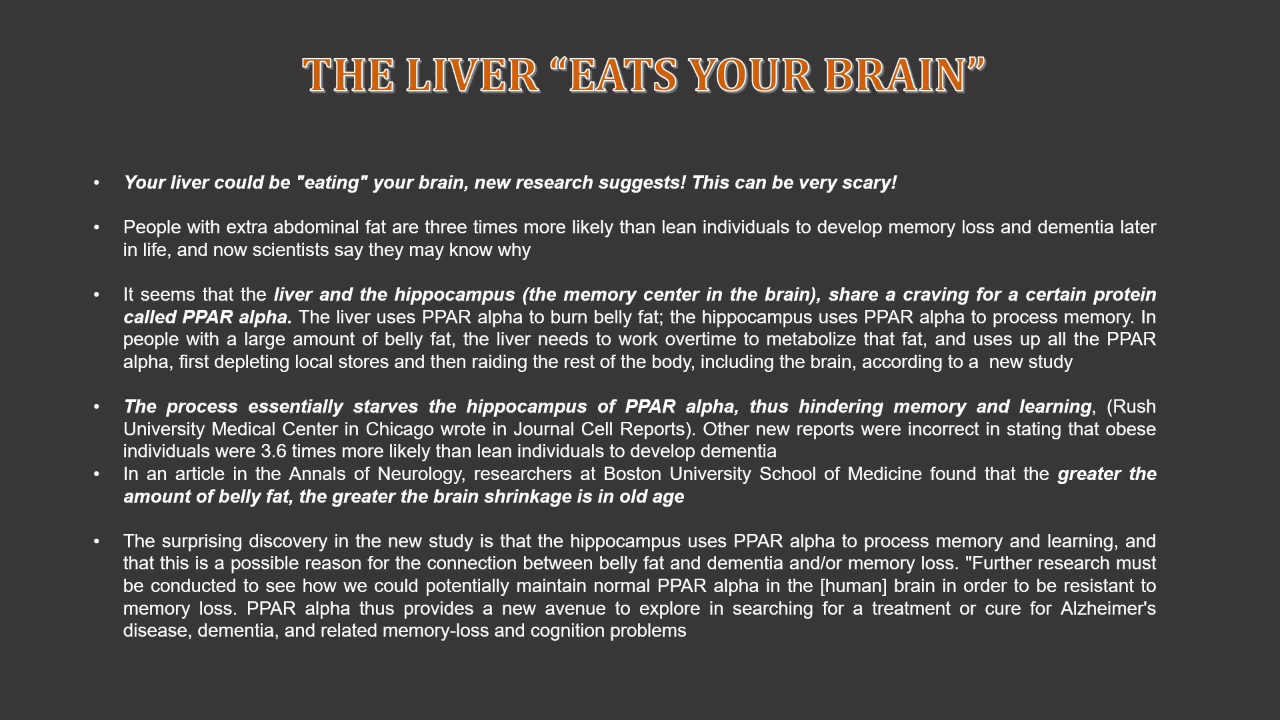 THE LIVER “EATS YOUR BRAIN”
• Your liver could be "eating" your brain, new research suggests! This can be very scary!
• People with extra abdominal fat are three times more likely than lean individuals to develop memory loss and dementia later
in life, and now scientists say they may know why
• It seems that the liver and the hippocampus (the memory center in the brain), share a craving for a certain protein
called PPAR alpha. The liver uses PPAR alpha to burn belly fat; the hippocampus uses PPAR alpha to process memory. In
people with a large amount of belly fat, the liver needs to work overtime to metabolize that fat, and uses up all the PPAR
alpha, first depleting local stores and then raiding the rest of the body, including the brain, according to a  new study
• The process essentially starves the hippocampus of PPAR alpha, thus hindering memory and learning, (Rush
University Medical Center in Chicago wrote in Journal Cell Reports). Other new reports were incorrect in stating that obese
individuals were 3.6 times more likely than lean individuals to develop dementia
• In an article in the Annals of Neurology, researchers at Boston University School of Medicine found that the greater the
amount of belly fat, the greater the brain shrinkage is in old age
• The surprising discovery in the new study is that the hippocampus uses PPAR alpha to process memory and learning, and
that this is a possible reason for the connection between belly fat and dementia and/or memory loss. "Further research must
be conducted to see how we could potentially maintain normal PPAR alpha in the [human] brain in order to be resistant to
memory loss. PPAR alpha thus provides a new avenue to explore in searching for a treatment or cure for Alzheimer's
disease, dementia, and related memory-loss and cognition problems